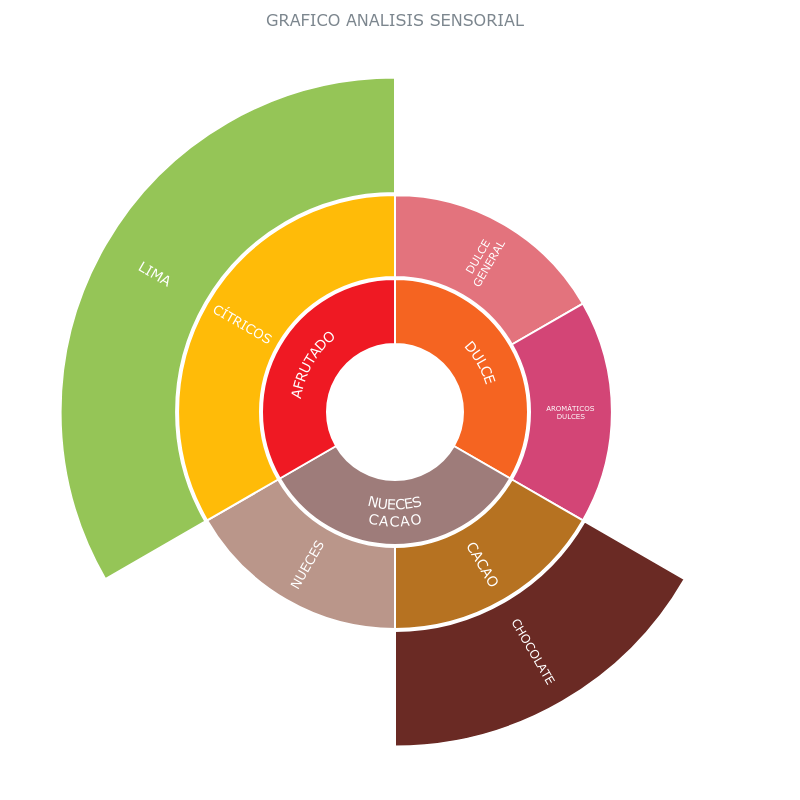 GRAFICO ANALISIS SENSORIAL
LIMA
CÍTRICOS
AFRUTADO
DULCE
GENERAL
DULCE
AROMÁTICOS
DULCES
NUECES
CACAO
NUECES
CACAO
CHOCOLATE